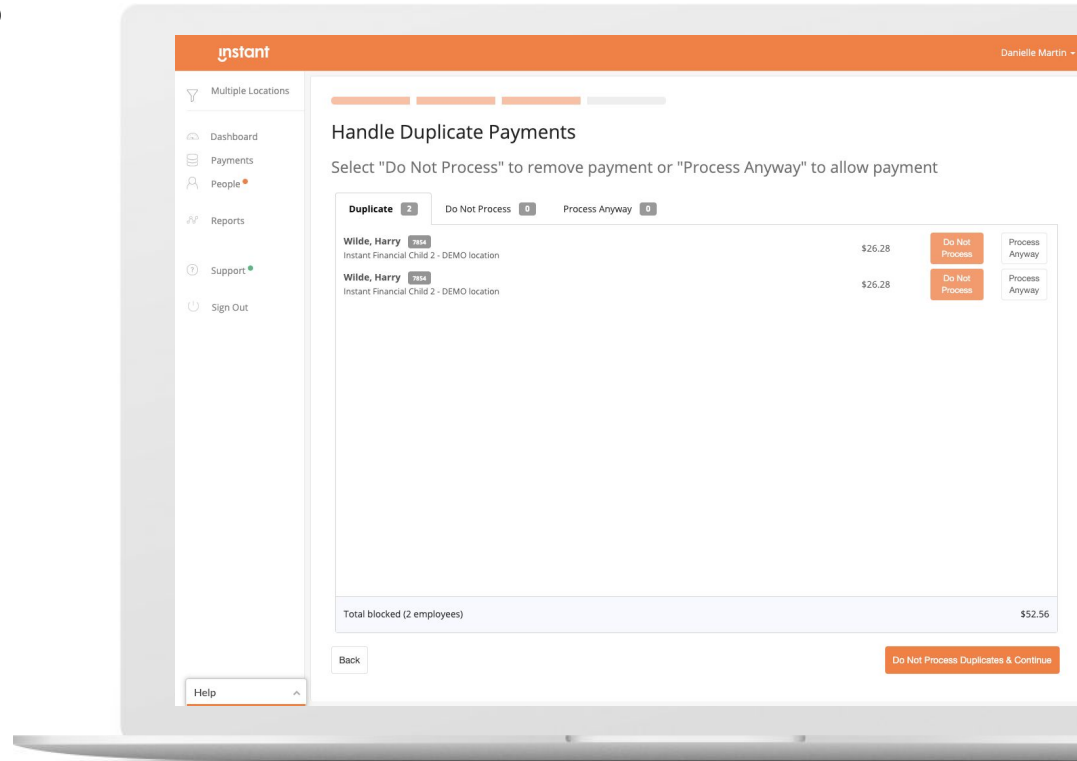 instant
Danielle Martin
Multiple Locations
Dashboard
Payments
People
Reports
Support
Sign Out
Help
Handle Duplicate Payments
Select "Do Not Process" to remove payment or "Process Anyway" to allow payment
Duplicate 2 Do Not Process 0 Process Anyway 0
Wilde, Harry 7854
Instant Financial Child 2 - DEMO location
$26.28
Do Not
Process
Process
Anyway
Wilde, Harry 7854
Instant Financial Child 2 - DEMO location
$26.28
Do Not
Process
Process
Anyway
Total blocked (2 employees) $52.56
Back
Do Not Process Duplicates & Continue